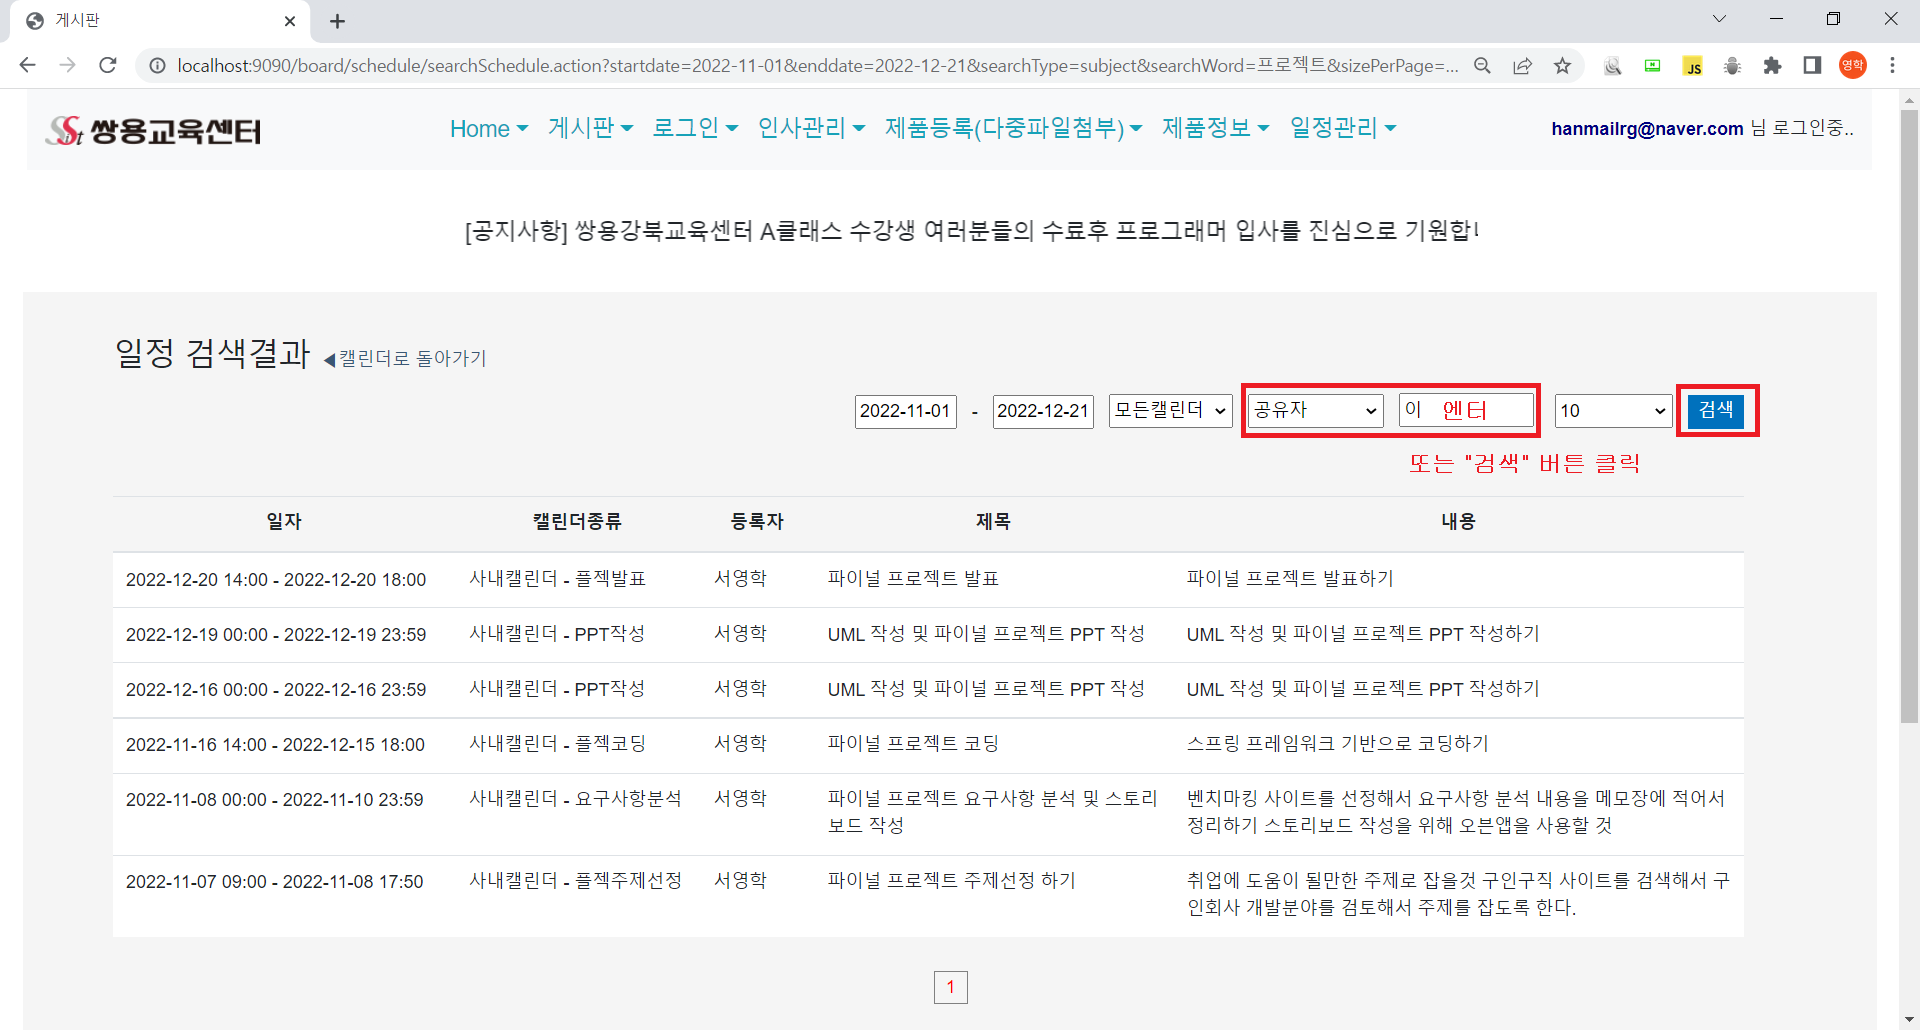 게시판
localhost:9090/board/schedule/searchSchedule.action?startdate=2022-11-01&enddate=2022-12-21&searchType=subject&searchWord=프로젝트&sizePerPage=...
JS
영학
SSist 쌍용교육센터 Home 게시판 로그인 인사관리 제품등록(다중파일첨부) 제품정보 일정관리 hanmailrg@naver.com 님 로그인중..
[공지사항] 쌍용강북교육센터 A클래스 수강생 여러분들의 수료후 프로그래머 입사를 진심으로 기원합니
일정 검색결과 ◀캘린더로 돌아가기
2022-11-01 - 2022-12-21 모든캘린더 공유자 이 엔터 10 검색
또는 "검색" 버튼 클릭
일자 캘린더종류 등록자 제목 내용
2022-12-20 14:00 - 2022-12-20 18:00 사내캘린더 - 플젝발표 서영학 파이널 프로젝트 발표 파이널 프로젝트 발표하기
2022-12-19 00:00 - 2022-12-19 23:59 사내캘린더 - PPT작성 서영학 UML 작성 및 파이널 프로젝트 PPT 작성 UML 작성 및 파이널 프로젝트 PPT 작성하기
2022-12-16 00:00 - 2022-12-16 23:59 사내캘린더 - PPT작성 서영학 UML 작성 및 파이널 프로젝트 PPT 작성 UML 작성 및 파이널 프로젝트 PPT 작성하기
2022-11-16 14:00 - 2022-12-15 18:00 사내캘린더 - 플젝코딩 서영학 파이널 프로젝트 코딩 스프링 프레임워크 기반으로 코딩하기
2022-11-08 00:00 - 2022-11-10 23:59 사내캘린더 - 요구사항분석 서영학 파이널 프로젝트 요구사항 분석 및 스토리 벤치마킹 사이트를 선정해서 요구사항 분석 내용을 메모장에 적어서
보드 작성 정리하기 스토리보드 작성을 위해 오븐앱을 사용할 것
2022-11-07 09:00 - 2022-11-08 17:50 사내캘린더 - 플젝주제선정 서영학 파이널 프로젝트 주제선정 하기 취업에 도움이 될만한 주제로 잡을것 구인구직 사이트를 검색해서 구
인회사 개발분야를 검토해서 주제를 잡도록 한다.
1